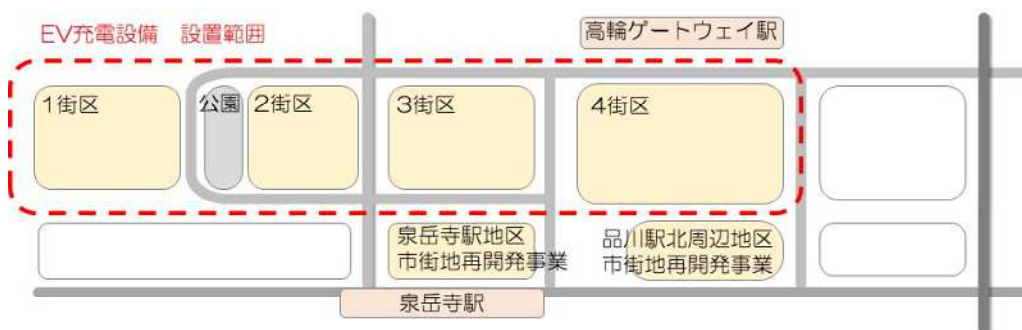 EV充電設備　設置範囲
高輪ゲートウェイ駅
1街区
公園
2街区
3街区
4街区
泉岳寺駅地区
市街地再開発事業
品川駅北周辺地区
市街地再開発事業
泉岳寺駅